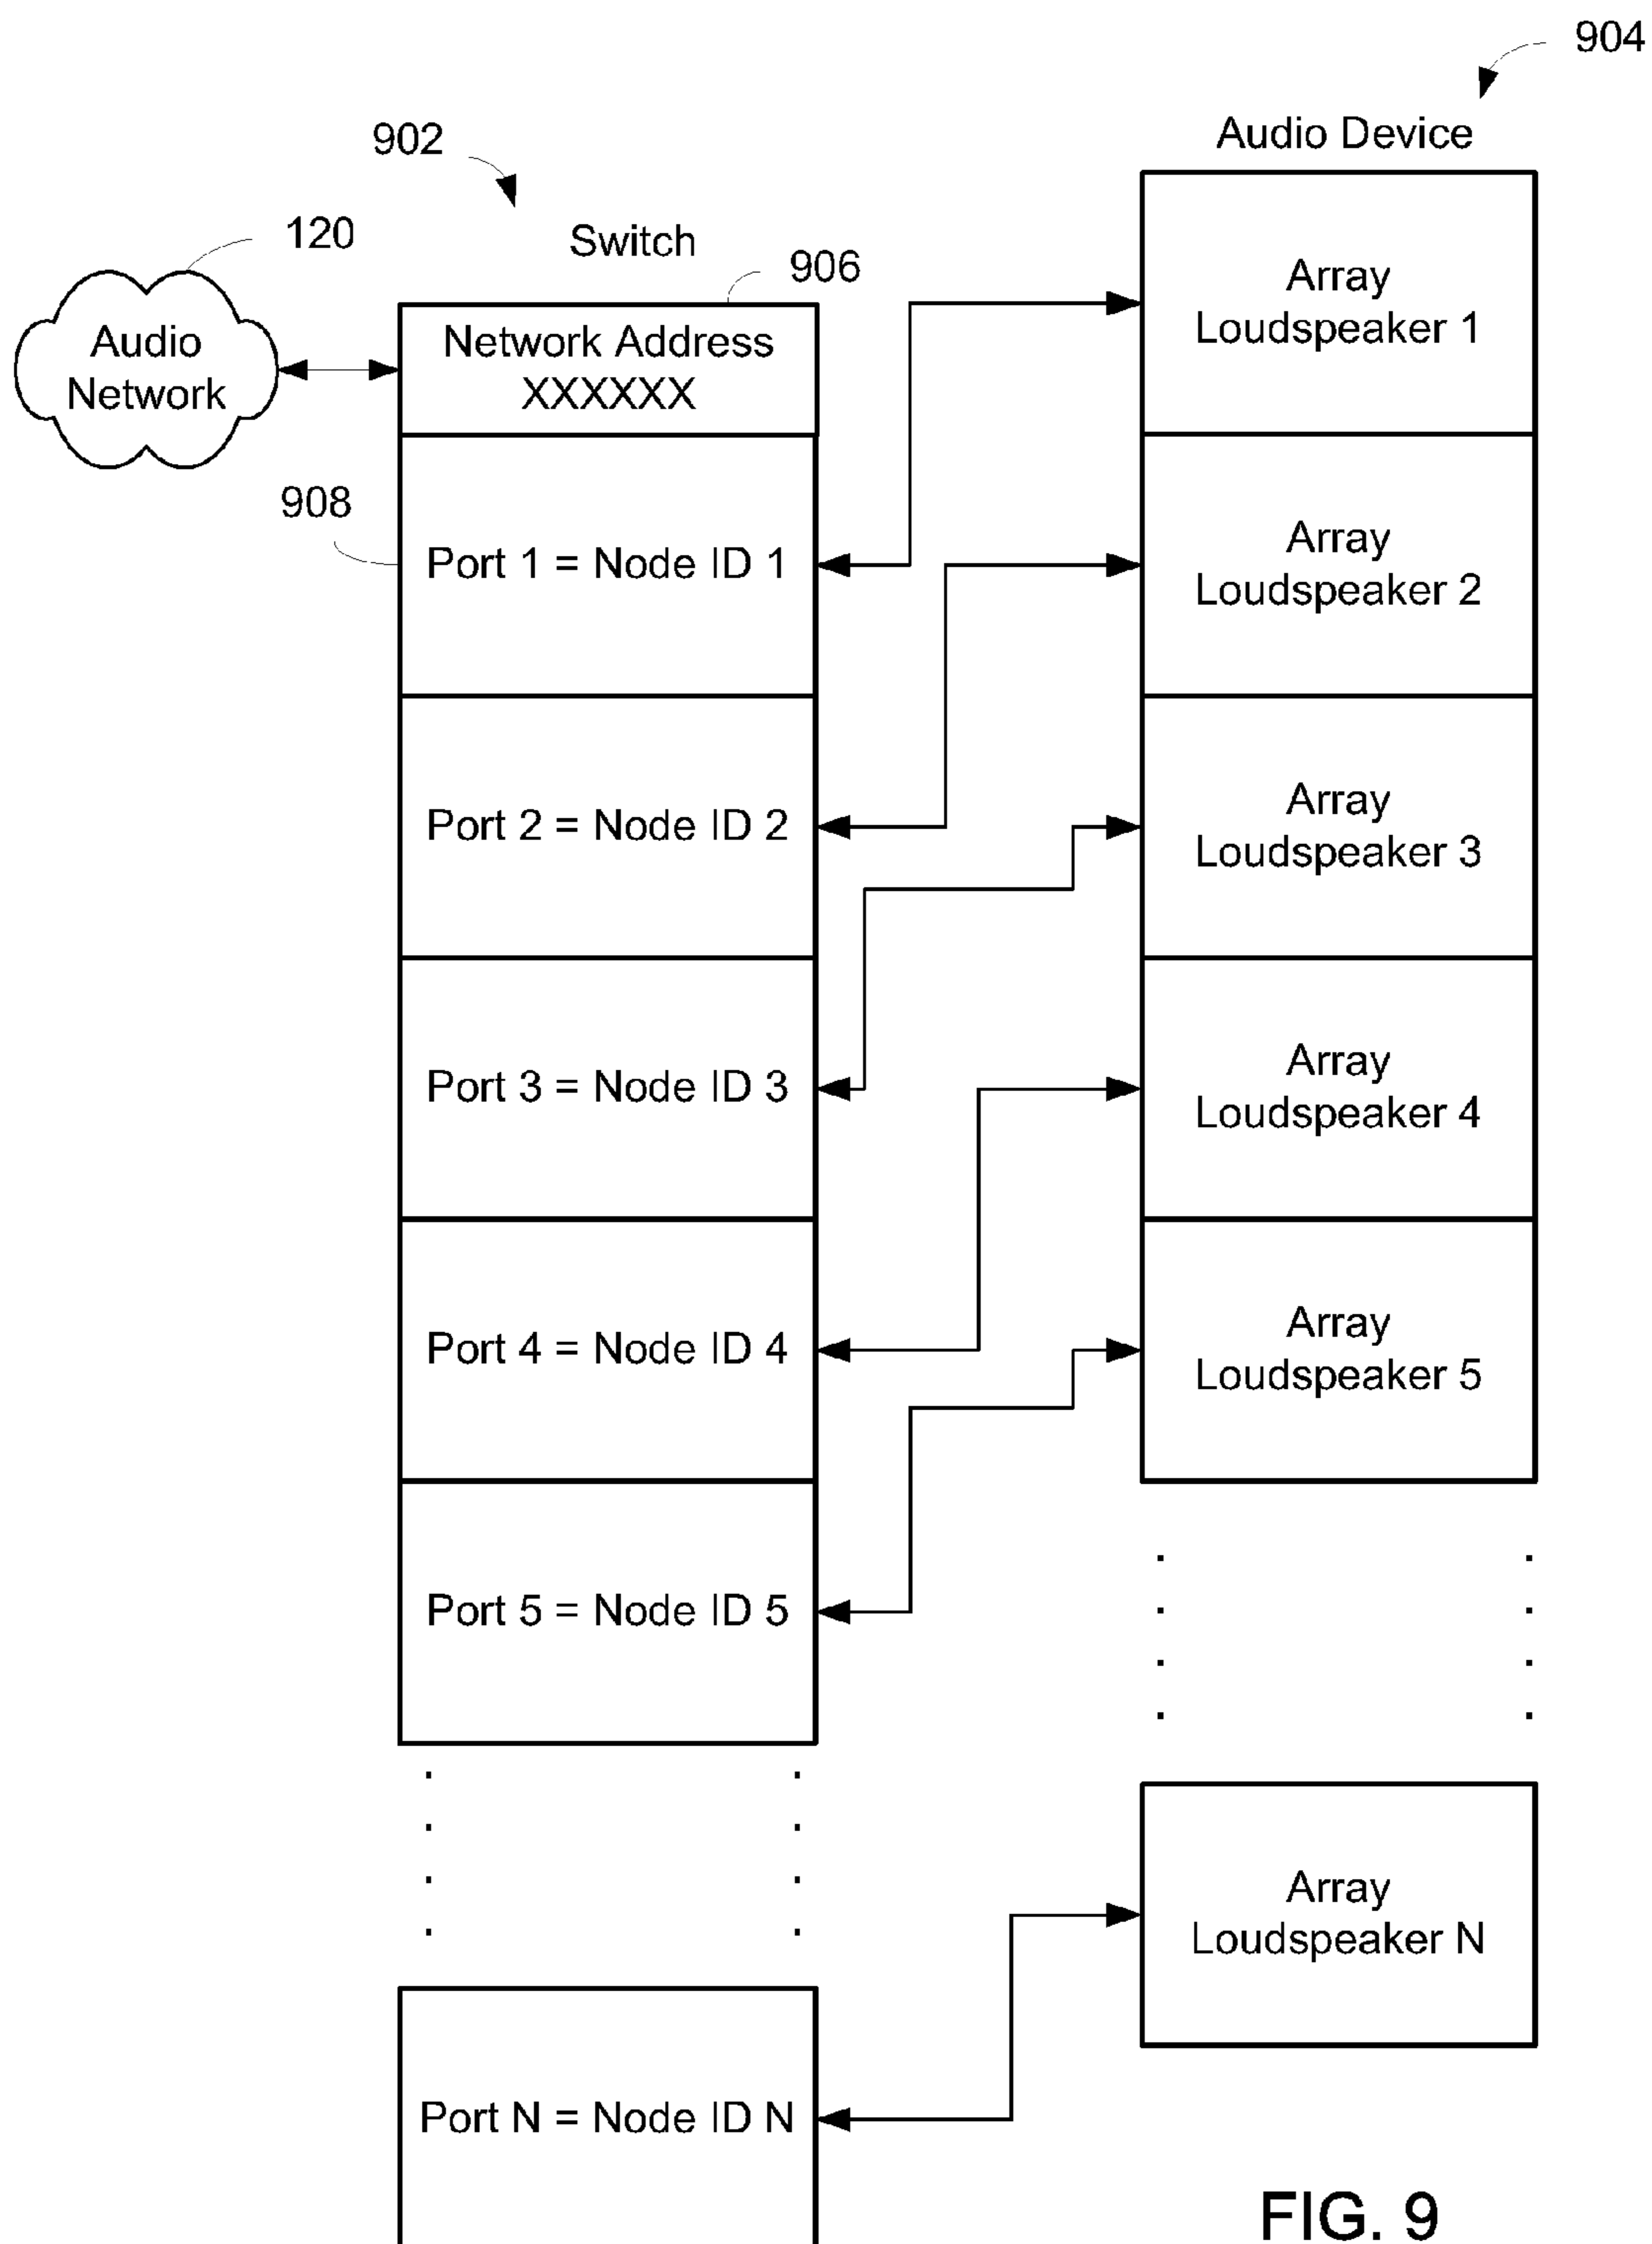 904
Audio Device
902
120
Switch
906
Audio
Network
Network Address
XXXXXX
908
Port 1 = Node ID 1
Port 2 = Node ID 2
Port 3 = Node ID 3
Port 4 = Node ID 4
Port 5 = Node ID 5
Port N = Node ID N
Array
Loudspeaker 1
Array
Loudspeaker 2
Array
Loudspeaker 3
Array
Loudspeaker 4
Array
Loudspeaker 5
Array
Loudspeaker N
FIG. 9